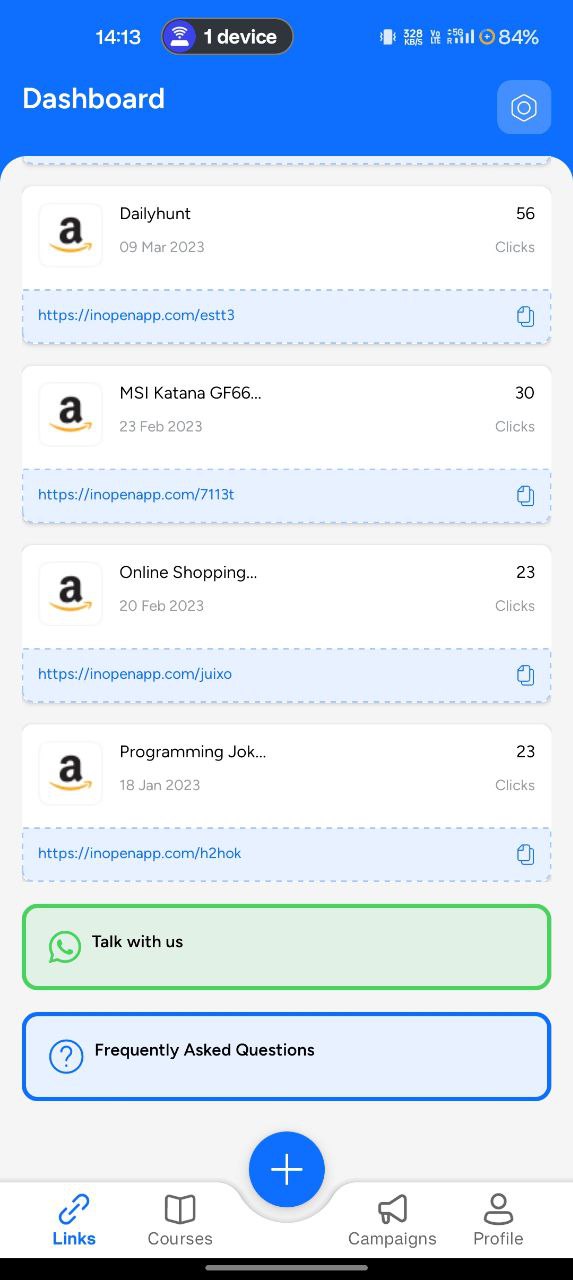 14:13
1 device
328 KB/S
Vo LTE
5G
R
84%
Dashboard
a
Dailyhunt
56
09 Mar 2023
Clicks
https://inopenapp.com/estt3
a
MSI Katana GF66...
30
23 Feb 2023
Clicks
https://inopenapp.com/7113t
a
Online Shopping...
23
20 Feb 2023
Clicks
https://inopenapp.com/juixo
a
Programming Jok...
23
18 Jan 2023
Clicks
https://inopenapp.com/h2hok
Talk with us
Frequently Asked Questions
Links
Courses
Campaigns
Profile